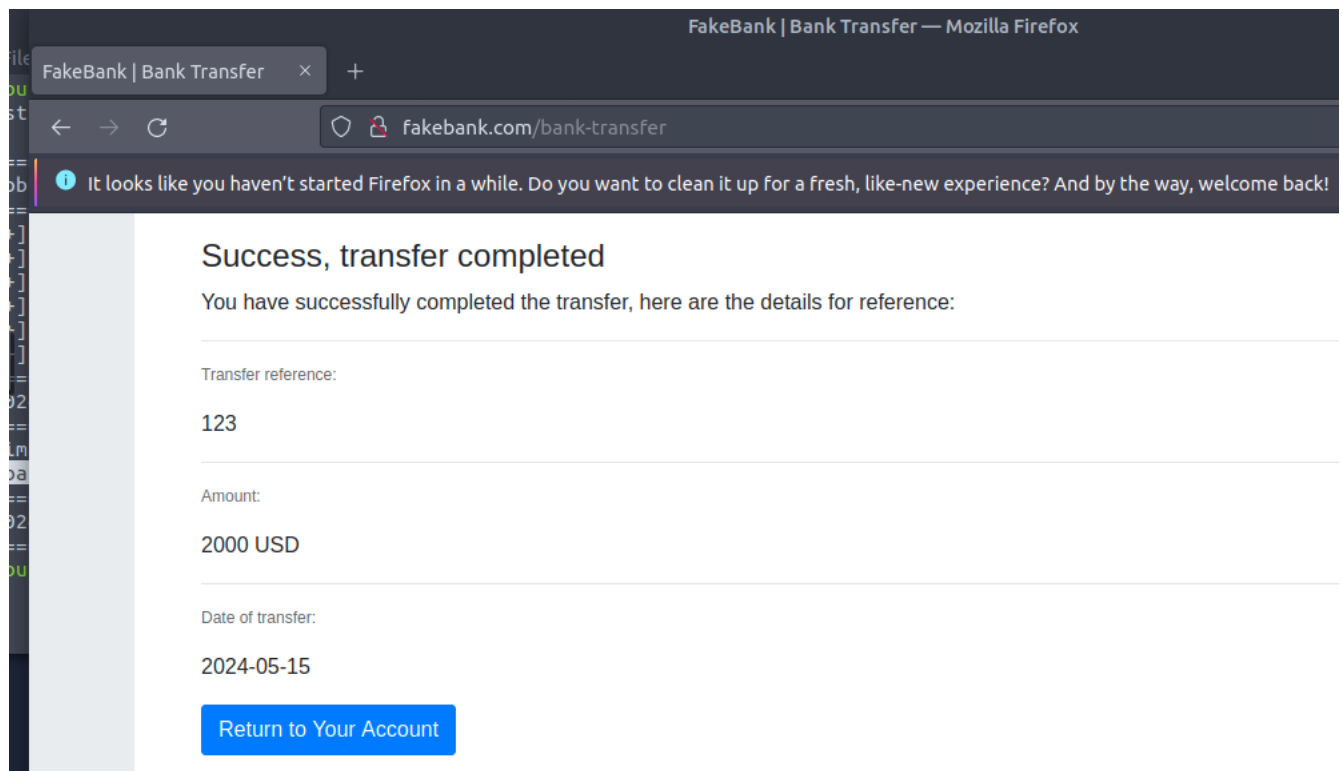 FakeBank | Bank Transfer — Mozilla Firefox
File
FakeBank | Bank Transfer × +
fakebank.com/bank-transfer
It looks like you haven't started Firefox in a while. Do you want to clean it up for a fresh, like-new experience? And by the way, welcome back!
Success, transfer completed
You have successfully completed the transfer, here are the details for reference:
Transfer reference:
123
Amount:
2000 USD
Date of transfer:
2024-05-15
Return to Your Account